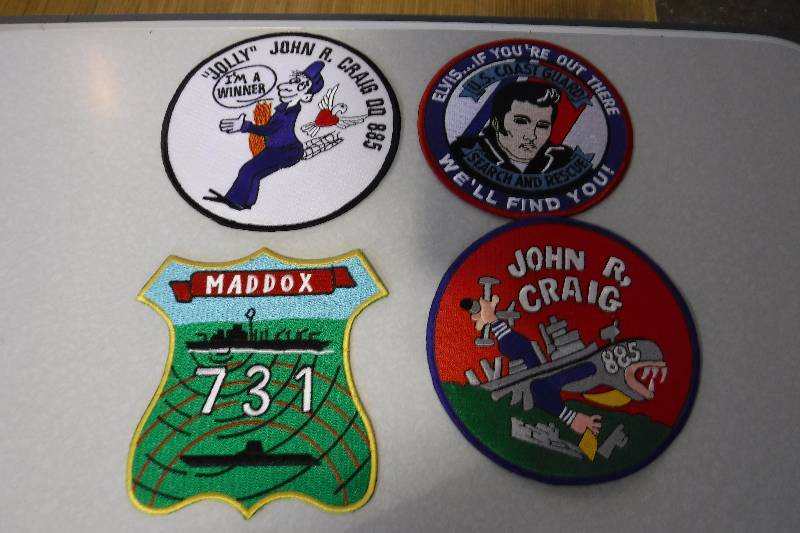 "JOLLY" JOHN R. CRAIG DD 885
I'M A
WINNER
ELVIS...IF YOU'RE OUT THERE
U.S. COAST GUARD
SEARCH AND RESCUE
WE'LL FIND YOU!
MADDOX
731
JOHN R.
CRAIG
885